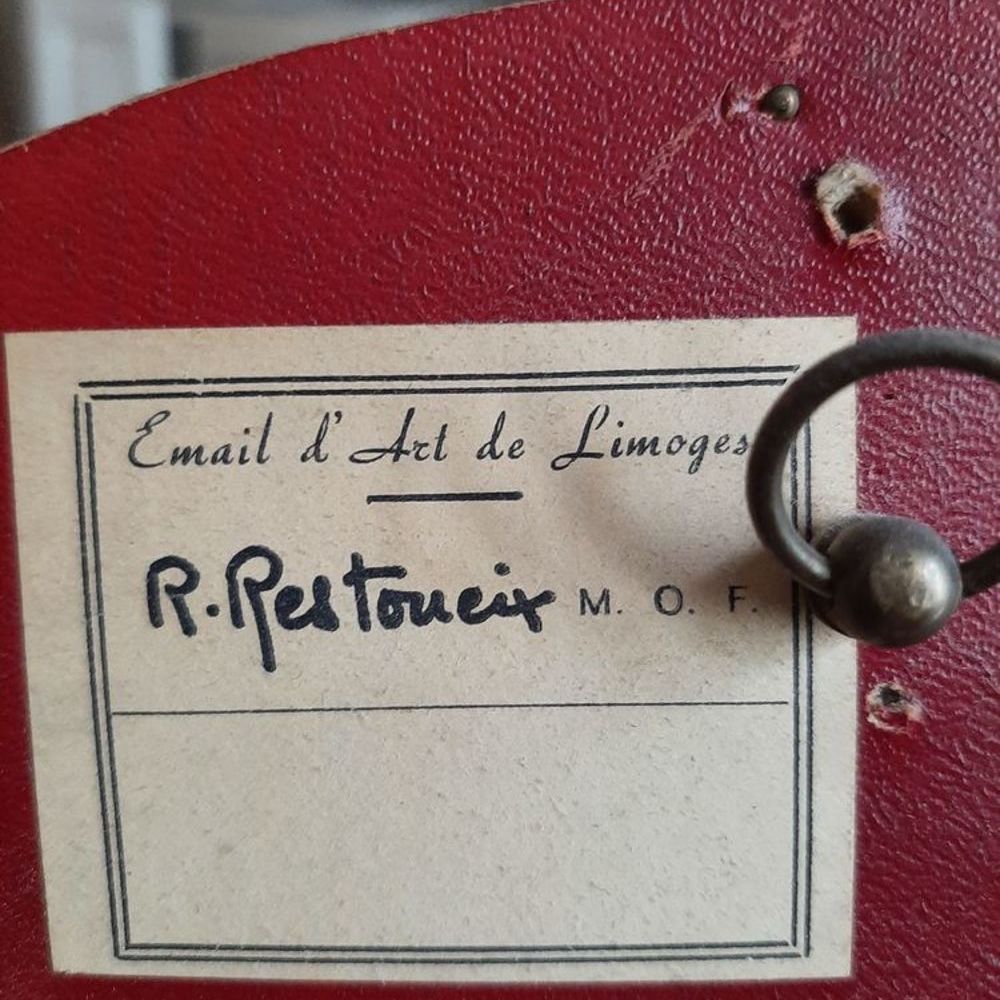 Email d'Art de Limoges
R. Restoueix M. O. F.